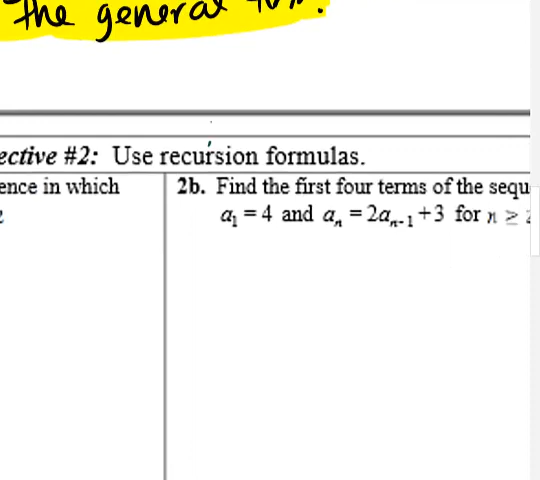 the general
ective #2: Use recursion formulas.
ence in which
2b. Find the first four terms of the sequ
a₁ = 4 and aₙ = 2aₙ₋₁ + 3 for n ≥